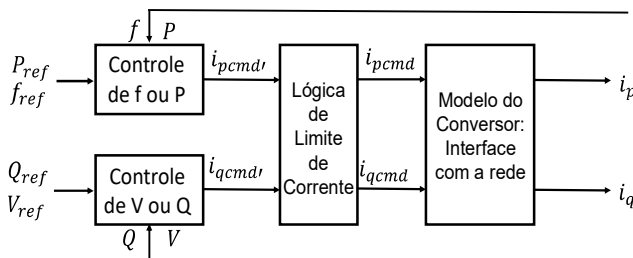 f P
P_ref
f_ref
Controle
de f ou P
i_pcmd'
Lógica
de
Limite
de
Corrente
i_pcmd
Modelo do
Conversor:
Interface
com a rede
i_p
Q_ref
V_ref
Controle
de V ou Q
i_qcmd'
i_qcmd
i_q
Q V